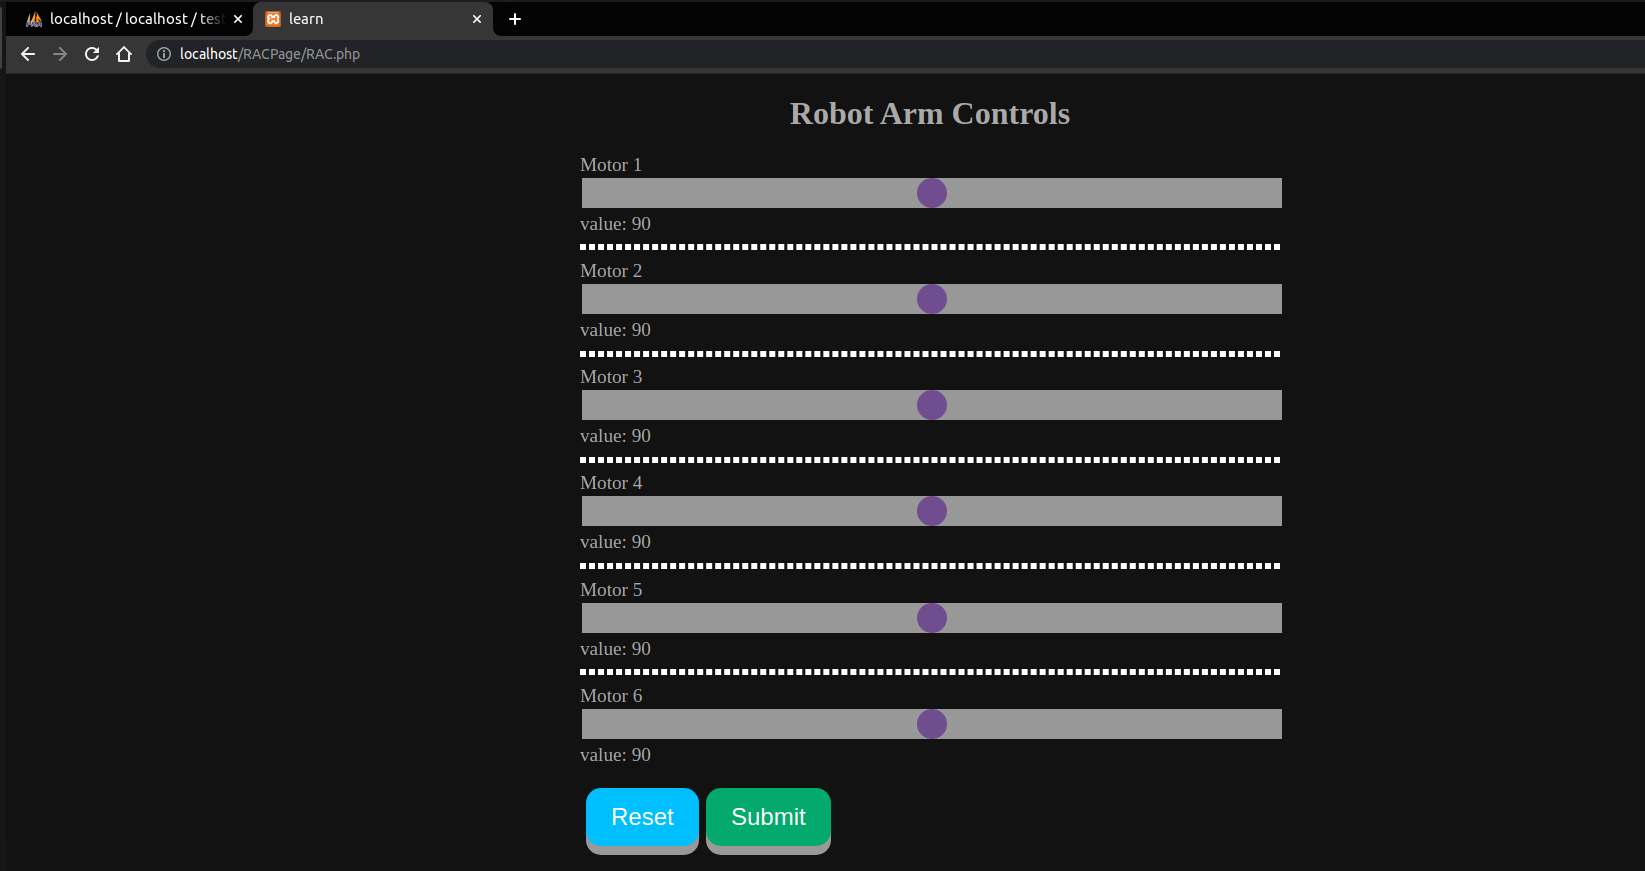 localhost / localhost / tes
learn
localhost/RACPage/RAC.php
Robot Arm Controls
Motor 1
value: 90
Motor 2
value: 90
Motor 3
value: 90
Motor 4
value: 90
Motor 5
value: 90
Motor 6
value: 90
Reset
Submit